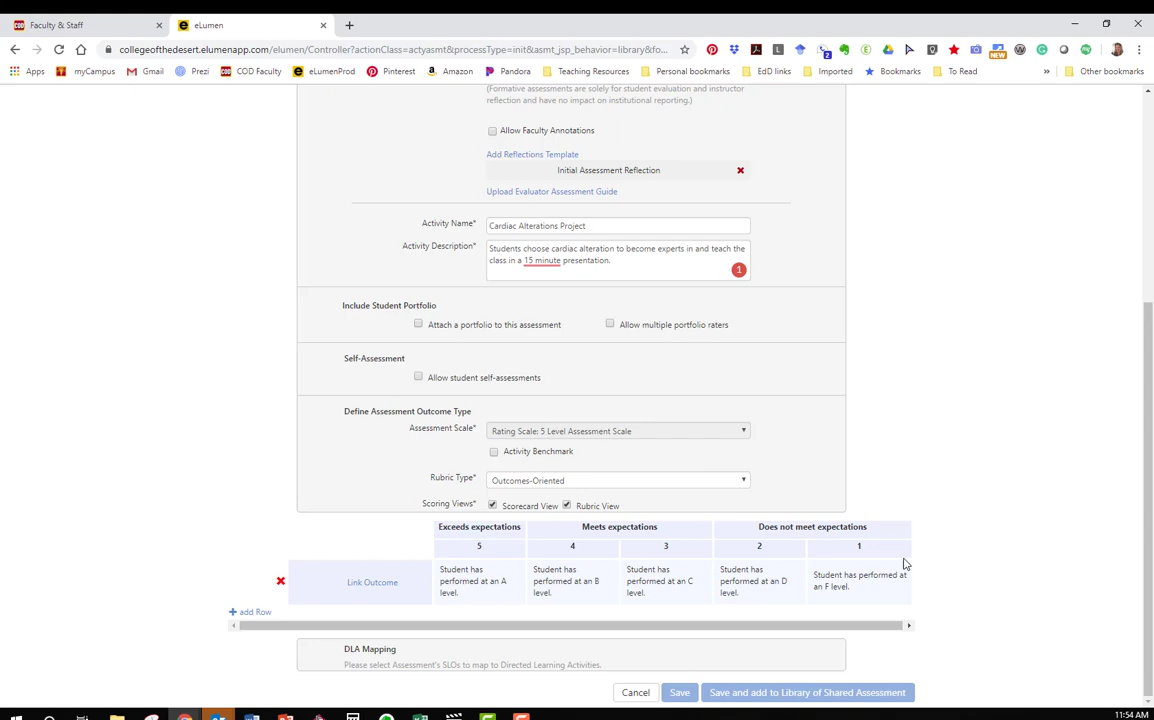 Faculty & Staff
eLumen
collegeofthedesert.elumenapp.com/elumen/Controller?actionClass=actyasmt&processType=init&asmt_jsp_behavior=library&fo...
Apps myCampus Gmail Prezi COD Faculty eLumenProd Pinterest Amazon Pandora Teaching Resources Personal bookmarks EdD links Imported Bookmarks To Read » Other bookmarks
(Formative assessments are solely for student evaluation and instructor
reflection and have no impact on institutional reporting.)
Allow Faculty Annotations
Add Reflections Template
Initial Assessment Reflection
Upload Evaluator Assessment Guide
Activity Name* Cardiac Alterations Project
Activity Description* Students choose cardiac alteration to become experts in and teach the
class in a 15 minute presentation.
1
Include Student Portfolio
Attach a portfolio to this assessment Allow multiple portfolio raters
Self-Assessment
Allow student self-assessments
Define Assessment Outcome Type
Assessment Scale* Rating Scale: 5 Level Assessment Scale
Activity Benchmark
Rubric Type* Outcomes-Oriented
Scoring Views* Scorecard View Rubric View
Exceeds expectations Meets expectations Does not meet expectations
5 4 3 2 1
Link Outcome
Student has performed at an A level.
Student has performed at an B level.
Student has performed at an C level.
Student has performed at an D level.
Student has performed at an F level.
add Row
DLA Mapping
Please select Assessment's SLOs to map to Directed Learning Activities.
Cancel Save Save and add to Library of Shared Assessment
11:54 AM